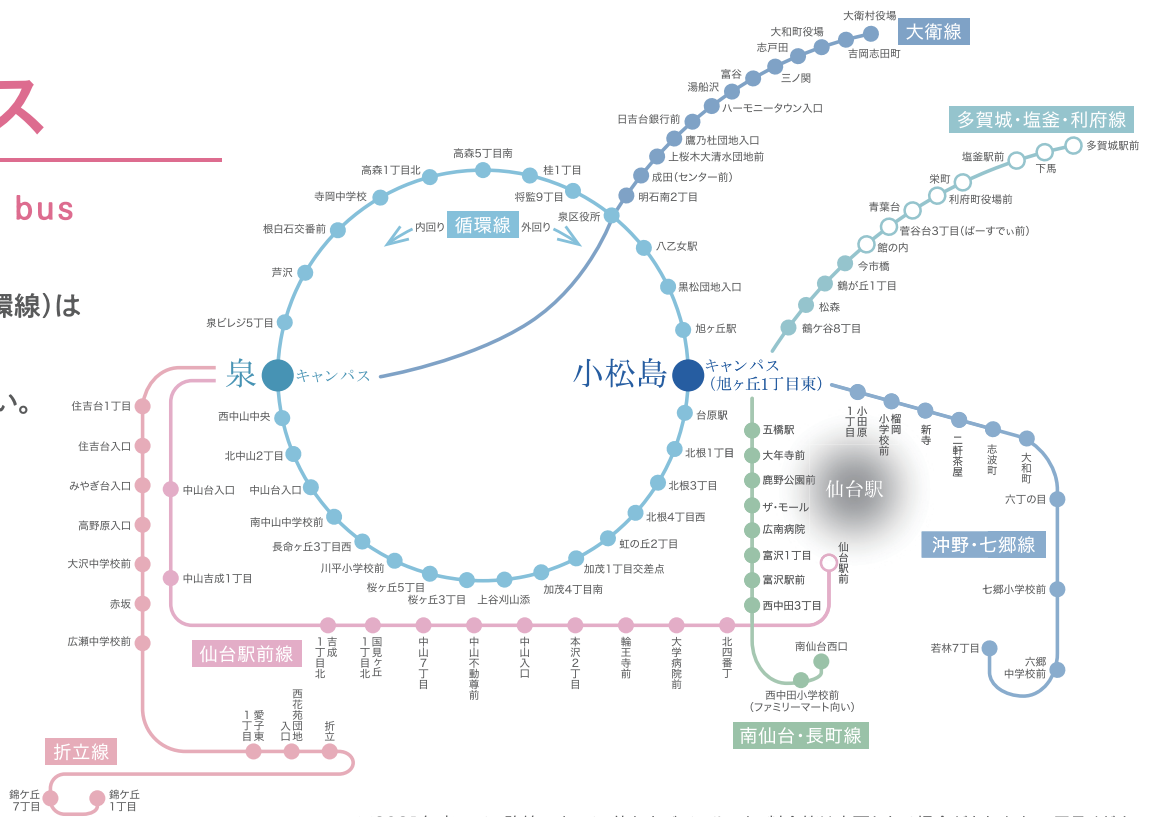 ス
bus
環線)は
い。
大衛線
大衛村役場
吉岡志田町
大和町役場
三ノ関
志戸田
富谷
ハーモニータウン入口
湯船沢
日吉台銀行前
鷹乃杜団地入口
上桜木大清水団地前
成田(センター前)
明石南2丁目
多賀城・塩釜・利府線
多賀城駅前
下馬
塩釜駅前
栄町
利府町役場前
青葉台
菅谷台3丁目(ばーすでぃ前)
館の内
今市橋
鶴が丘1丁目
松森
鶴ケ谷8丁目
循環線
内回り
外回り
高森5丁目南
桂1丁目
将監9丁目
泉区役所
八乙女駅
黒松団地入口
旭ヶ丘駅
高森1丁目北
寺岡中学校
根白石交番前
芦沢
泉ビレジ5丁目
泉
キャンパス
小松島
キャンパス
(旭ヶ丘1丁目東)
西中山中央
北中山2丁目
中山台入口
南中山中学校前
長命ヶ丘3丁目西
川平小学校前
桜ヶ丘5丁目
桜ヶ丘3丁目
上谷刈山添
加茂4丁目南
加茂1丁目交差点
虹の丘2丁目
北根4丁目西
北根3丁目
北根1丁目
台原駅
住吉台1丁目
住吉台入口
みやぎ台入口
高野原入口
大沢中学校前
赤坂
広瀬中学校前
愛子東
1丁目
西花苑団地
入口
折立
折立線
錦ケ丘
7丁目
錦ケ丘
1丁目
中山台入口
中山吉成1丁目
仙台駅前線
吉成
1丁目北
国見ヶ丘
1丁目北
中山7丁目
中山不動尊前
中山入口
本沢2丁目
輪王寺前
大学病院前
北四番丁
仙台駅前
仙台駅
五橋駅
大年寺前
鹿野公園前
ザ・モール
広南病院
富沢1丁目
富沢駅前
西中田3丁目
南仙台西口
西中田小学校前
(ファミリーマート向い)
南仙台・長町線
小田原
1丁目
榴岡
小学校前
新寺
二軒茶屋
志波町
大和町
六丁の目
沖野・七郷線
七郷小学校前
六郷
中学校前
若林7丁目